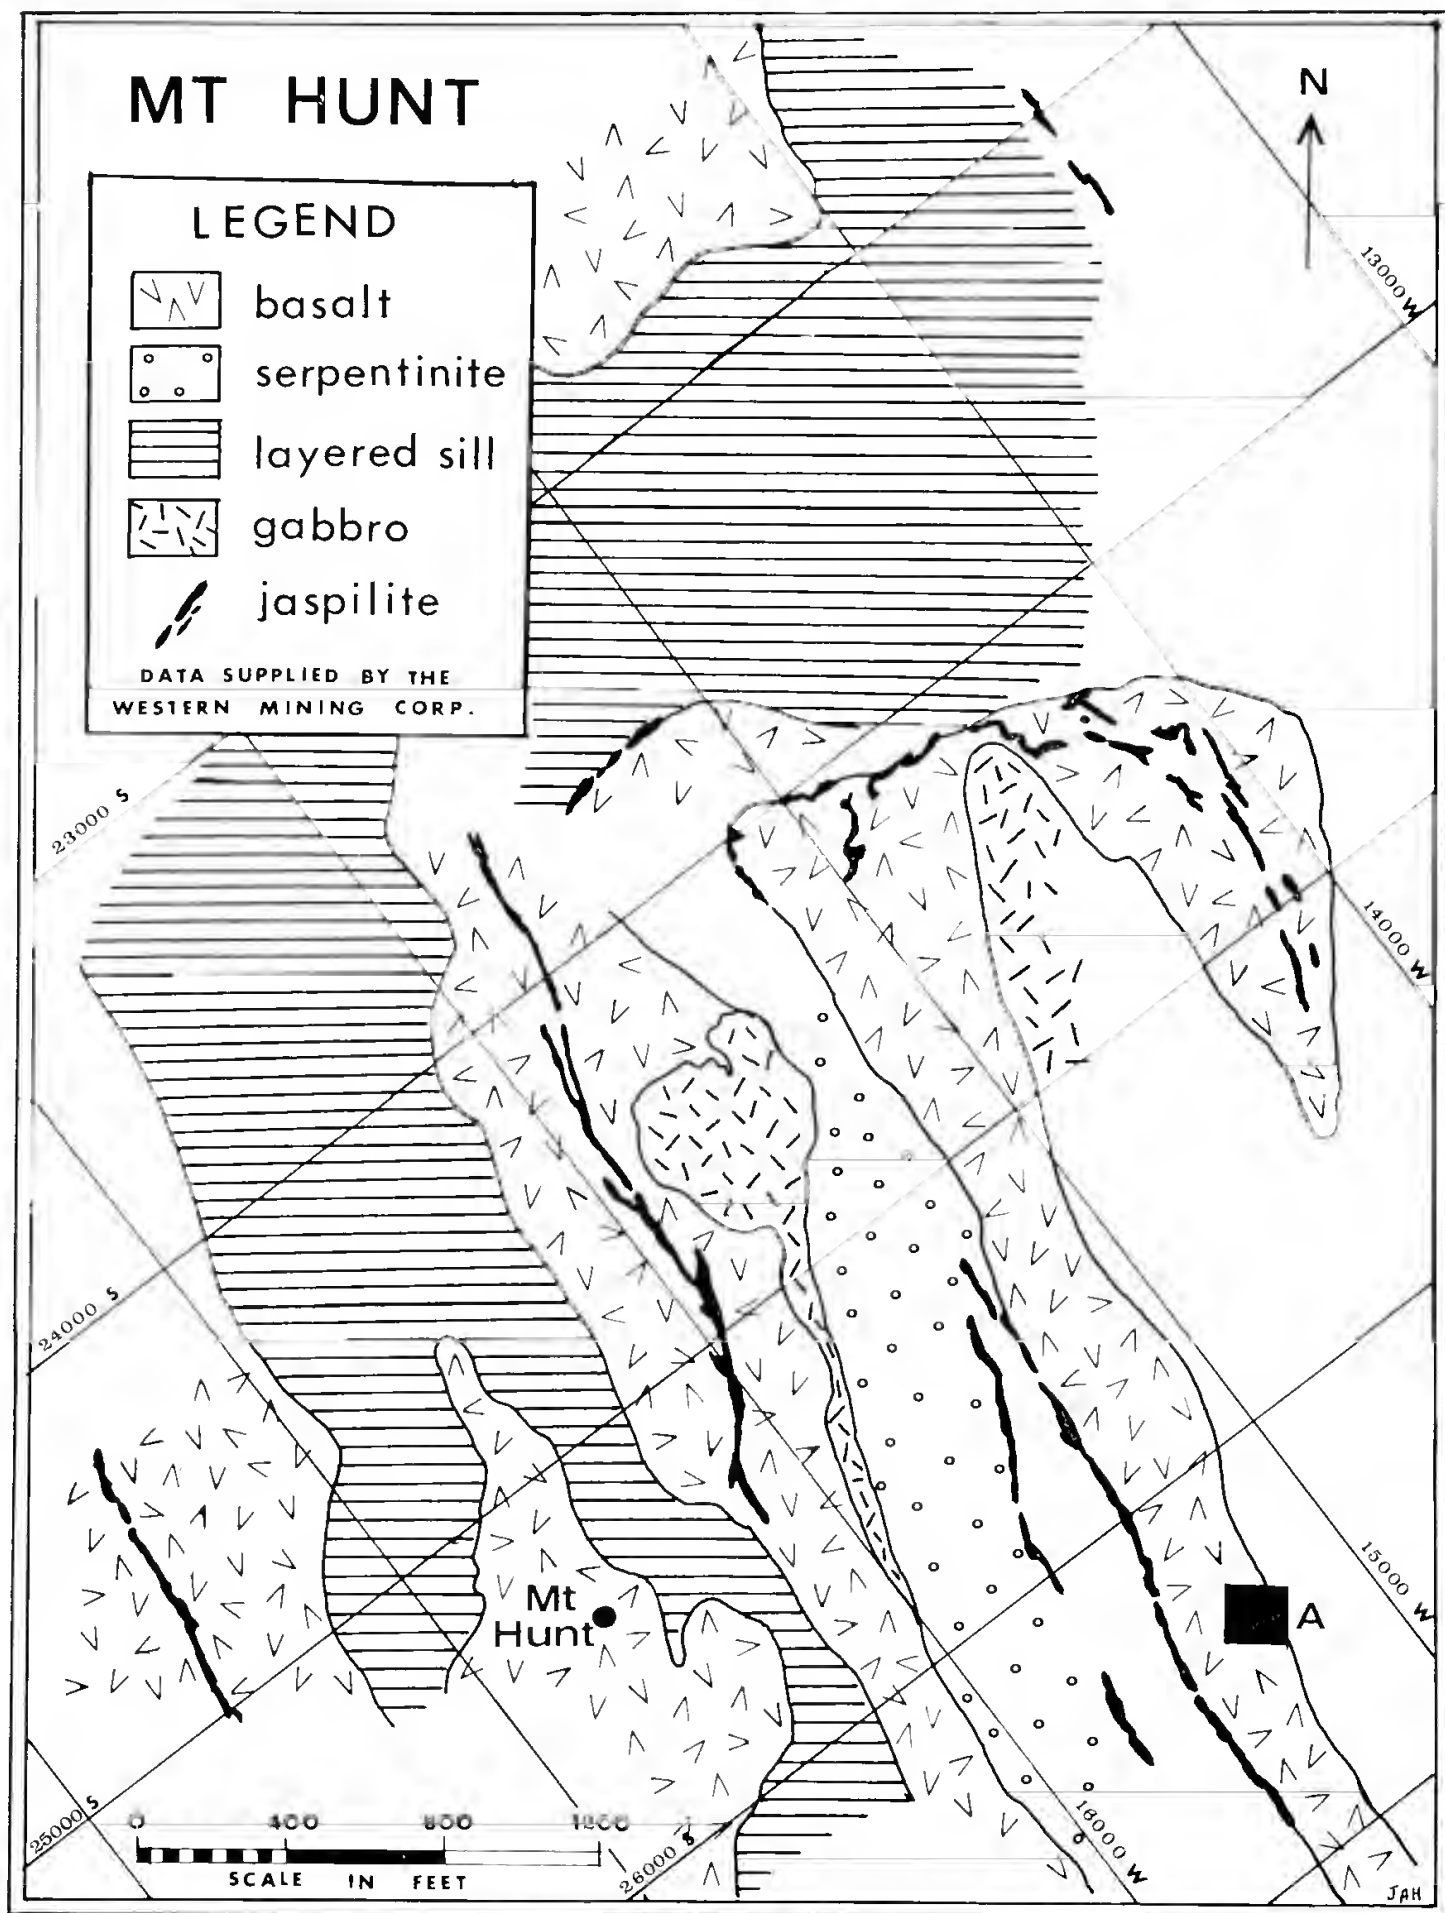 MT HUNT
N
LEGEND
basalt
serpentinite
layered sill
gabbro
jaspilite
DATA SUPPLIED BY THE
WESTERN MINING CORP.
13000 W
23000 S
14000 W
24000 S
15000 W
Mt
Hunt
A
25000 S
0 400 800 1200
SCALE IN FEET
26000 S
16000 W
JAH